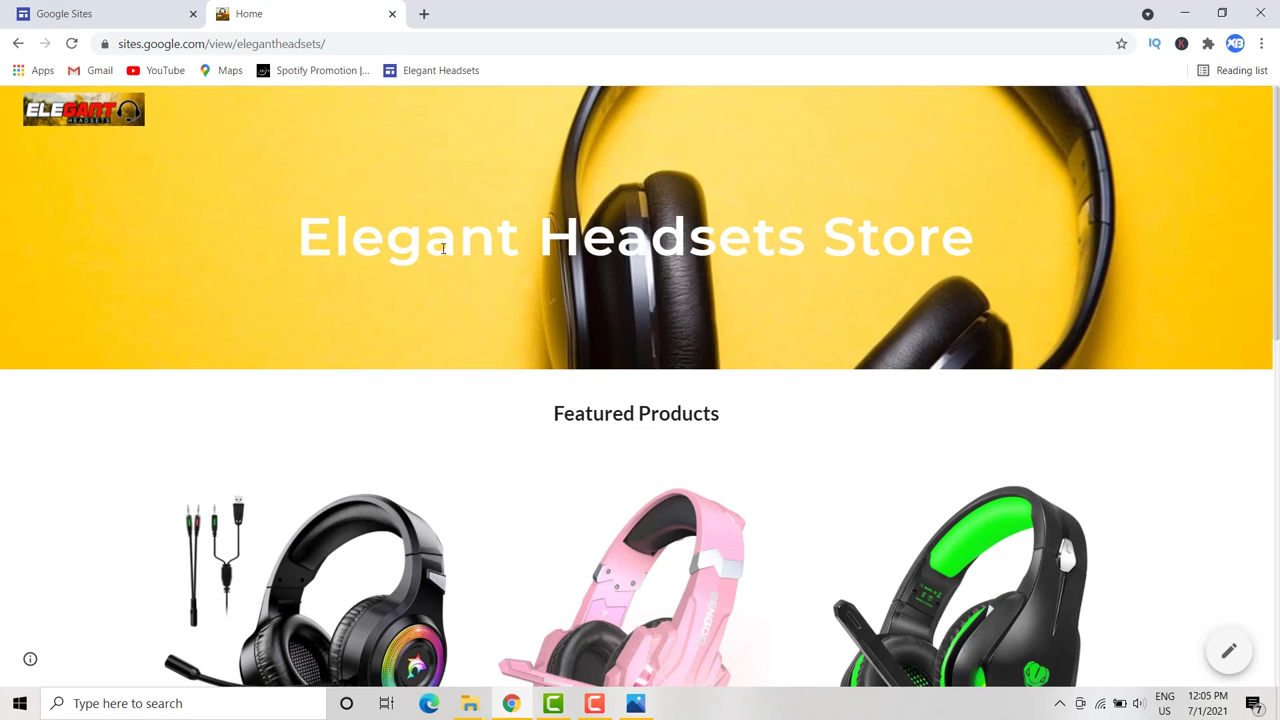 Google Sites
Home
sites.google.com/view/elegantheadsets/
Apps
Gmail
YouTube
Maps
Spotify Promotion |...
Elegant Headsets
Reading list
ELEGANT
HEADSETS
Elegant Headsets Store
Featured Products
Type here to search
ENG
US
12:05 PM
7/1/2021
7